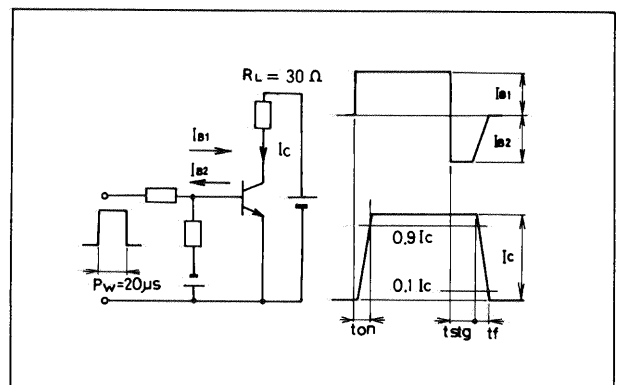 RL = 30 Ω
IB1
IB2
Ic
PW=20μs
IB1
IB2
0.9 Ic
Ic
0.1 Ic
ton
tstg
tf